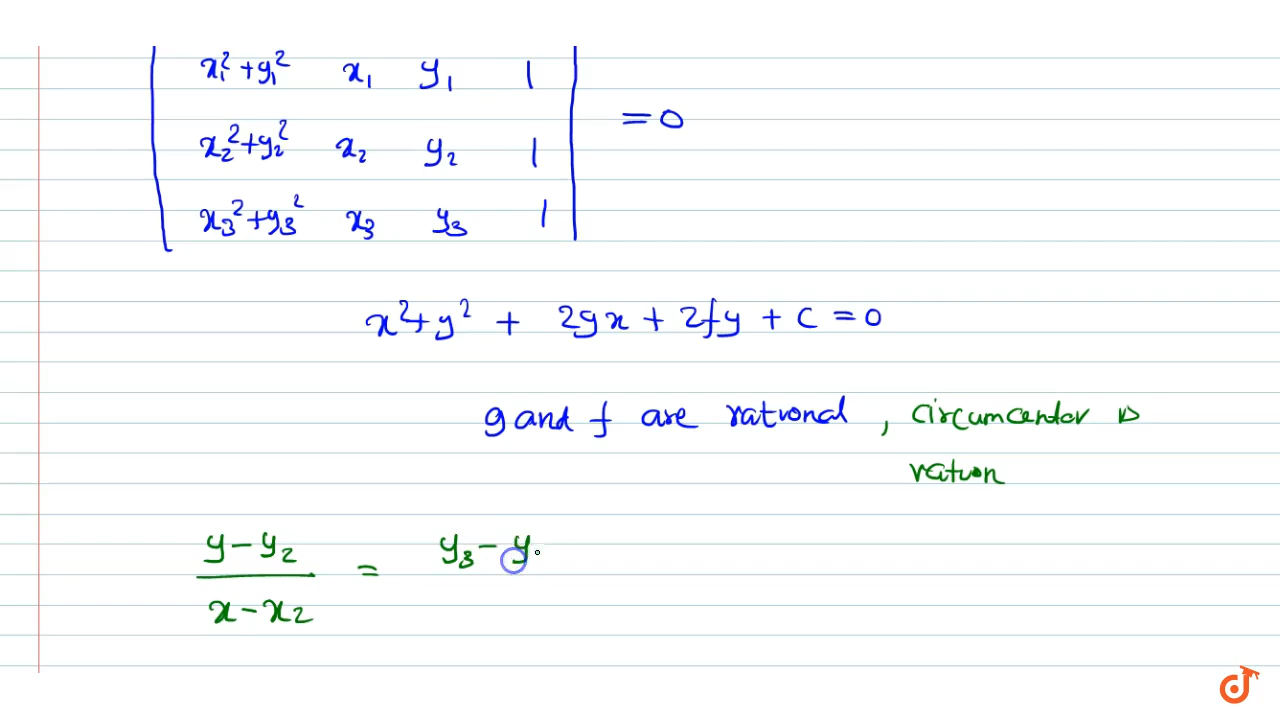 x₁²+y₁² x₁ y₁ 1
x₂²+y₂² x₂ y₂ 1 =0
x₃²+y₃² x₃ y₃ 1
x²+y² + 2gx + 2fy + c = 0
g and f are rational, circumcenter is
ration
y-y₂ / x-x₂ = y₃-y